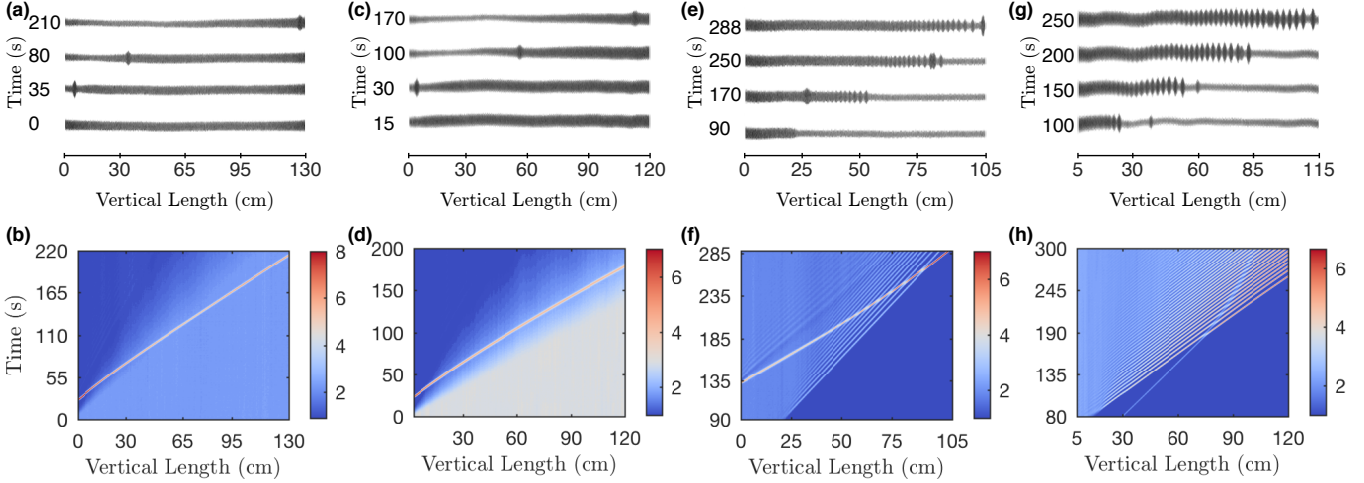 (a)
Time (s)
210
80
35
0
0 30 65 95 130
Vertical Length (cm)
(c)
170
100
30
15
0 30 60 90 120
Vertical Length (cm)
(e)
Time (s)
288
250
170
90
0 25 50 75 105
Vertical Length (cm)
(g)
Time (s)
250
200
150
100
5 30 60 85 115
Vertical Length (cm)
(b)
Time (s)
220
165
110
55
0
0 30 65 95 130
Vertical Length (cm)
8
6
4
2
(d)
200
150
100
50
0
30 60 90 120
Vertical Length (cm)
6
4
2
(f)
285
235
185
135
90
0 25 50 75 105
Vertical Length (cm)
6
4
2
(h)
300
245
190
135
80
5 30 60 90 120
Vertical Length (cm)
6
4
2